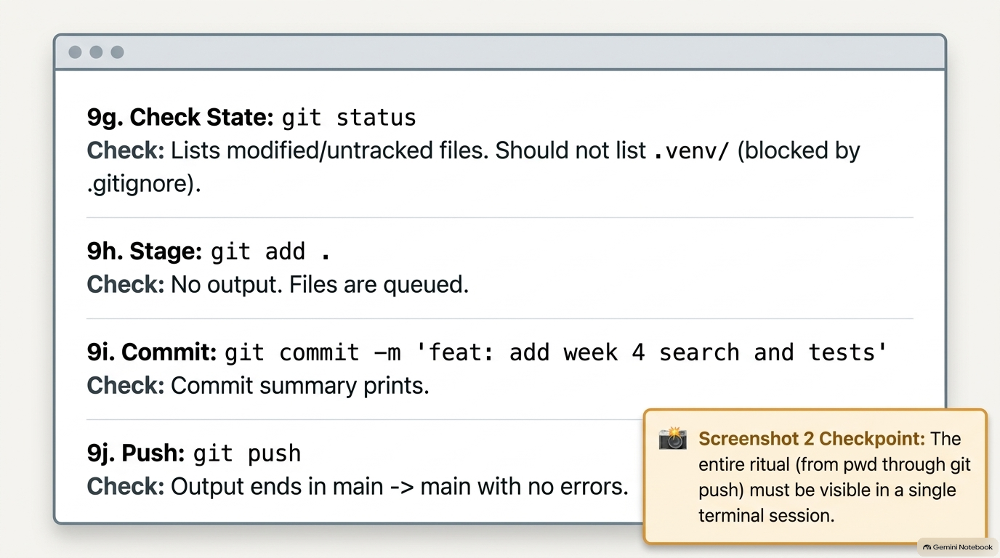 9g. Check State: git status
Check: Lists modified/untracked files. Should not list .venv/ (blocked by
.gitignore).
9h. Stage: git add .
Check: No output. Files are queued.
9i. Commit: git commit –m 'feat: add week 4 search and tests'
Check: Commit summary prints.
9j. Push: git push
Check: Output ends in main -> main with no errors.
Screenshot 2 Checkpoint: The
entire ritual (from pwd through git
push) must be visible in a single
terminal session.
Gemini Notebook